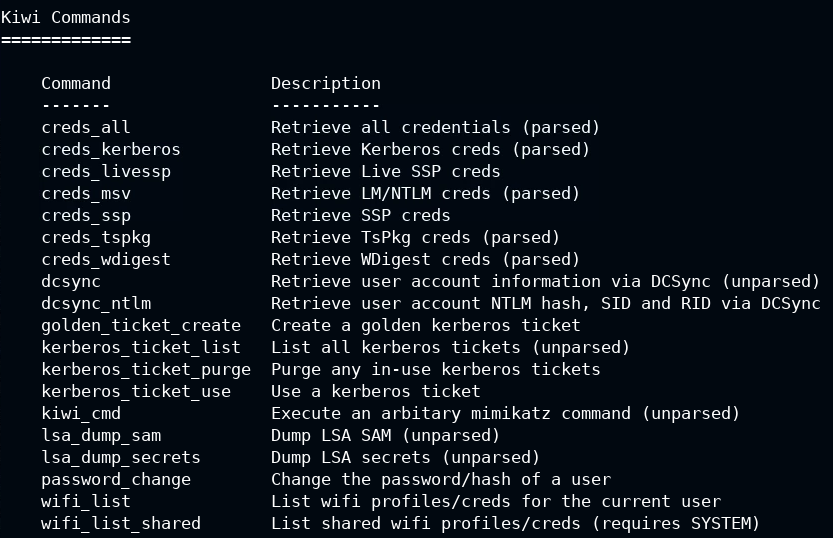 Kiwi Commands
=============
Command Description
------- -----------
creds_all Retrieve all credentials (parsed)
creds_kerberos Retrieve Kerberos creds (parsed)
creds_livessp Retrieve Live SSP creds
creds_msv Retrieve LM/NTLM creds (parsed)
creds_ssp Retrieve SSP creds
creds_tspkg Retrieve TsPkg creds (parsed)
creds_wdigest Retrieve WDigest creds (parsed)
dcsync Retrieve user account information via DCSync (unparsed)
dcsync_ntlm Retrieve user account NTLM hash, SID and RID via DCSync
golden_ticket_create Create a golden kerberos ticket
kerberos_ticket_list List all kerberos tickets (unparsed)
kerberos_ticket_purge Purge any in-use kerberos tickets
kerberos_ticket_use Use a kerberos ticket
kiwi_cmd Execute an arbitary mimikatz command (unparsed)
lsa_dump_sam Dump LSA SAM (unparsed)
lsa_dump_secrets Dump LSA secrets (unparsed)
password_change Change the password/hash of a user
wifi_list List wifi profiles/creds for the current user
wifi_list_shared List shared wifi profiles/creds (requires SYSTEM)